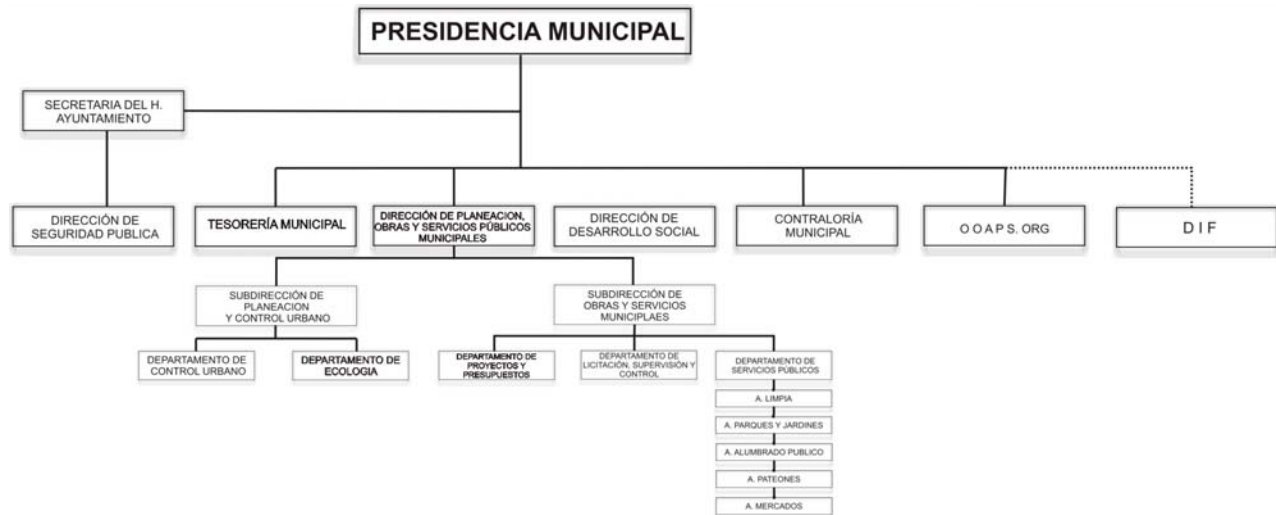 PRESIDENCIA MUNICIPAL
SECRETARIA DEL H.
AYUNTAMIENTO
DIRECCIÓN DE
SEGURIDAD PUBLICA
TESORERÍA MUNICIPAL
DIRECCIÓN DE PLANEACION,
OBRAS Y SERVICIOS PÚBLICOS
MUNICIPALES
DIRECCIÓN DE
DESARROLLO SOCIAL
CONTRALORÍA
MUNICIPAL
O O A P S. ORG
D I F
SUBDIRECCIÓN DE
PLANEACION
Y CONTROL URBANO
SUBDIRECCIÓN DE
OBRAS Y SERVICIOS
MUNICIPLAES
DEPARTAMENTO DE
CONTROL URBANO
DEPARTAMENTO DE
ECOLOGIA
DEPARTAMENTO DE
PROYECTOS Y
PRESUPUESTOS
DEPARTAMENTO DE
LICITACIÓN, SUPERVISIÓN Y
CONTROL
DEPARTAMENTO DE
SERVICIOS PÚBLICOS
A. LIMPIA
A. PARQUES Y JARDINES
A. ALUMBRADO PUBLICO
A. PATEONES
A. MERCADOS